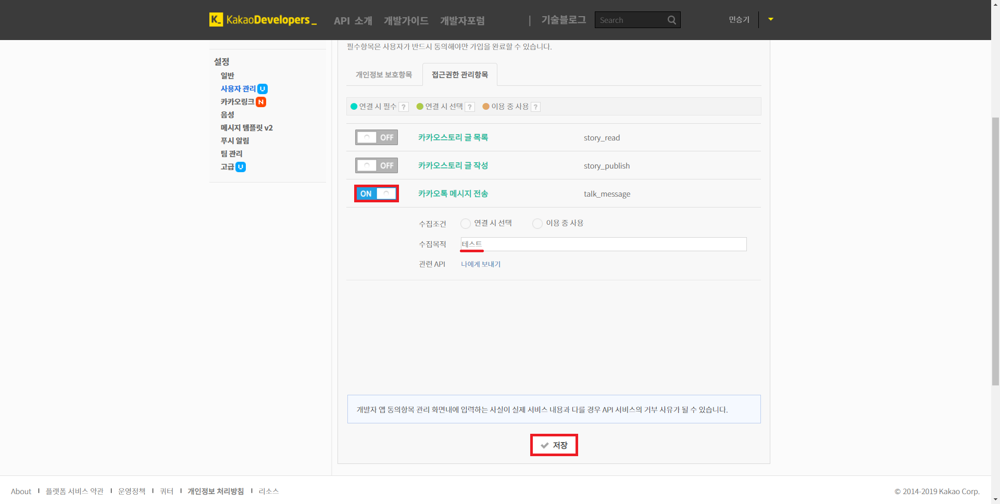 K_ KakaoDevelopers_ API 소개 개발가이드 개발자포럼 | 기술블로그 Search 민승기
설정
일반
사용자 관리 U
카카오링크 N
음성
메시지 템플릿 v2
푸시 알림
팀 관리
고급 U
필수항목은 사용자가 반드시 동의해야만 가입을 완료할 수 있습니다.
개인정보 보호항목 접근권한 관리항목
연결 시 필수 ? 연결 시 선택 ? 이용 중 사용 ?
OFF 카카오스토리 글 목록 story_read
OFF 카카오스토리 글 작성 story_publish
ON 카카오톡 메시지 전송 talk_message
수집조건 연결 시 선택 이용 중 사용
수집목적 테스트
관련 API 나에게 보내기
개발자 앱 동의항목 관리 화면내에 입력하는 사실이 실제 서비스 내용과 다를 경우 API 서비스의 거부 사유가 될 수 있습니다.
저장
About 플랫폼 서비스 약관 운영정책 쿼터 개인정보 처리방침 리소스 © 2014-2019 Kakao Corp.